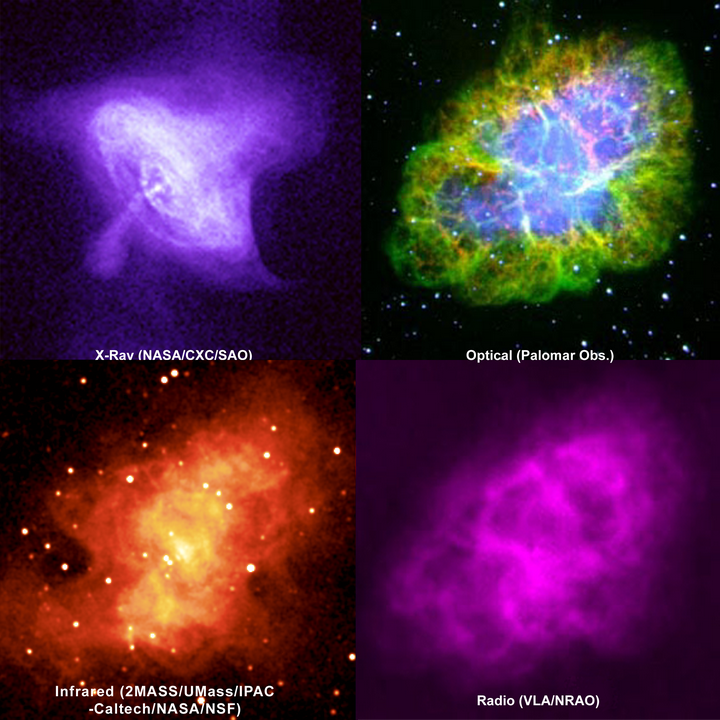 X-Ray (NASA/CXC/SAO)
Optical (Palomar Obs.)
Infrared (2MASS/UMass/IPAC
-Caltech/NASA/NSF)
Radio (VLA/NRAO)